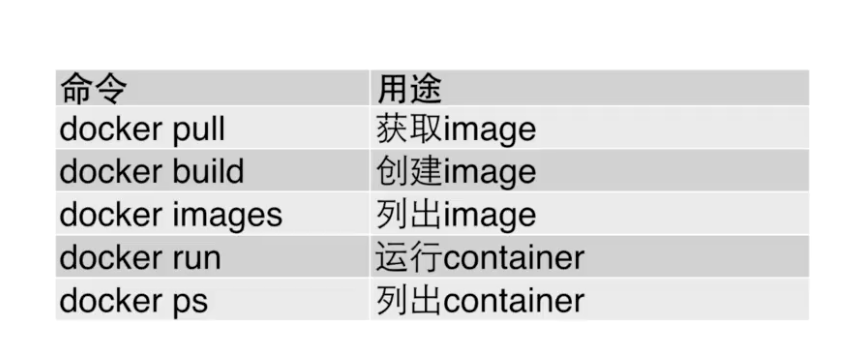 命令 用途
docker pull 获取image
docker build 创建image
docker images 列出image
docker run 运行container
docker ps 列出container